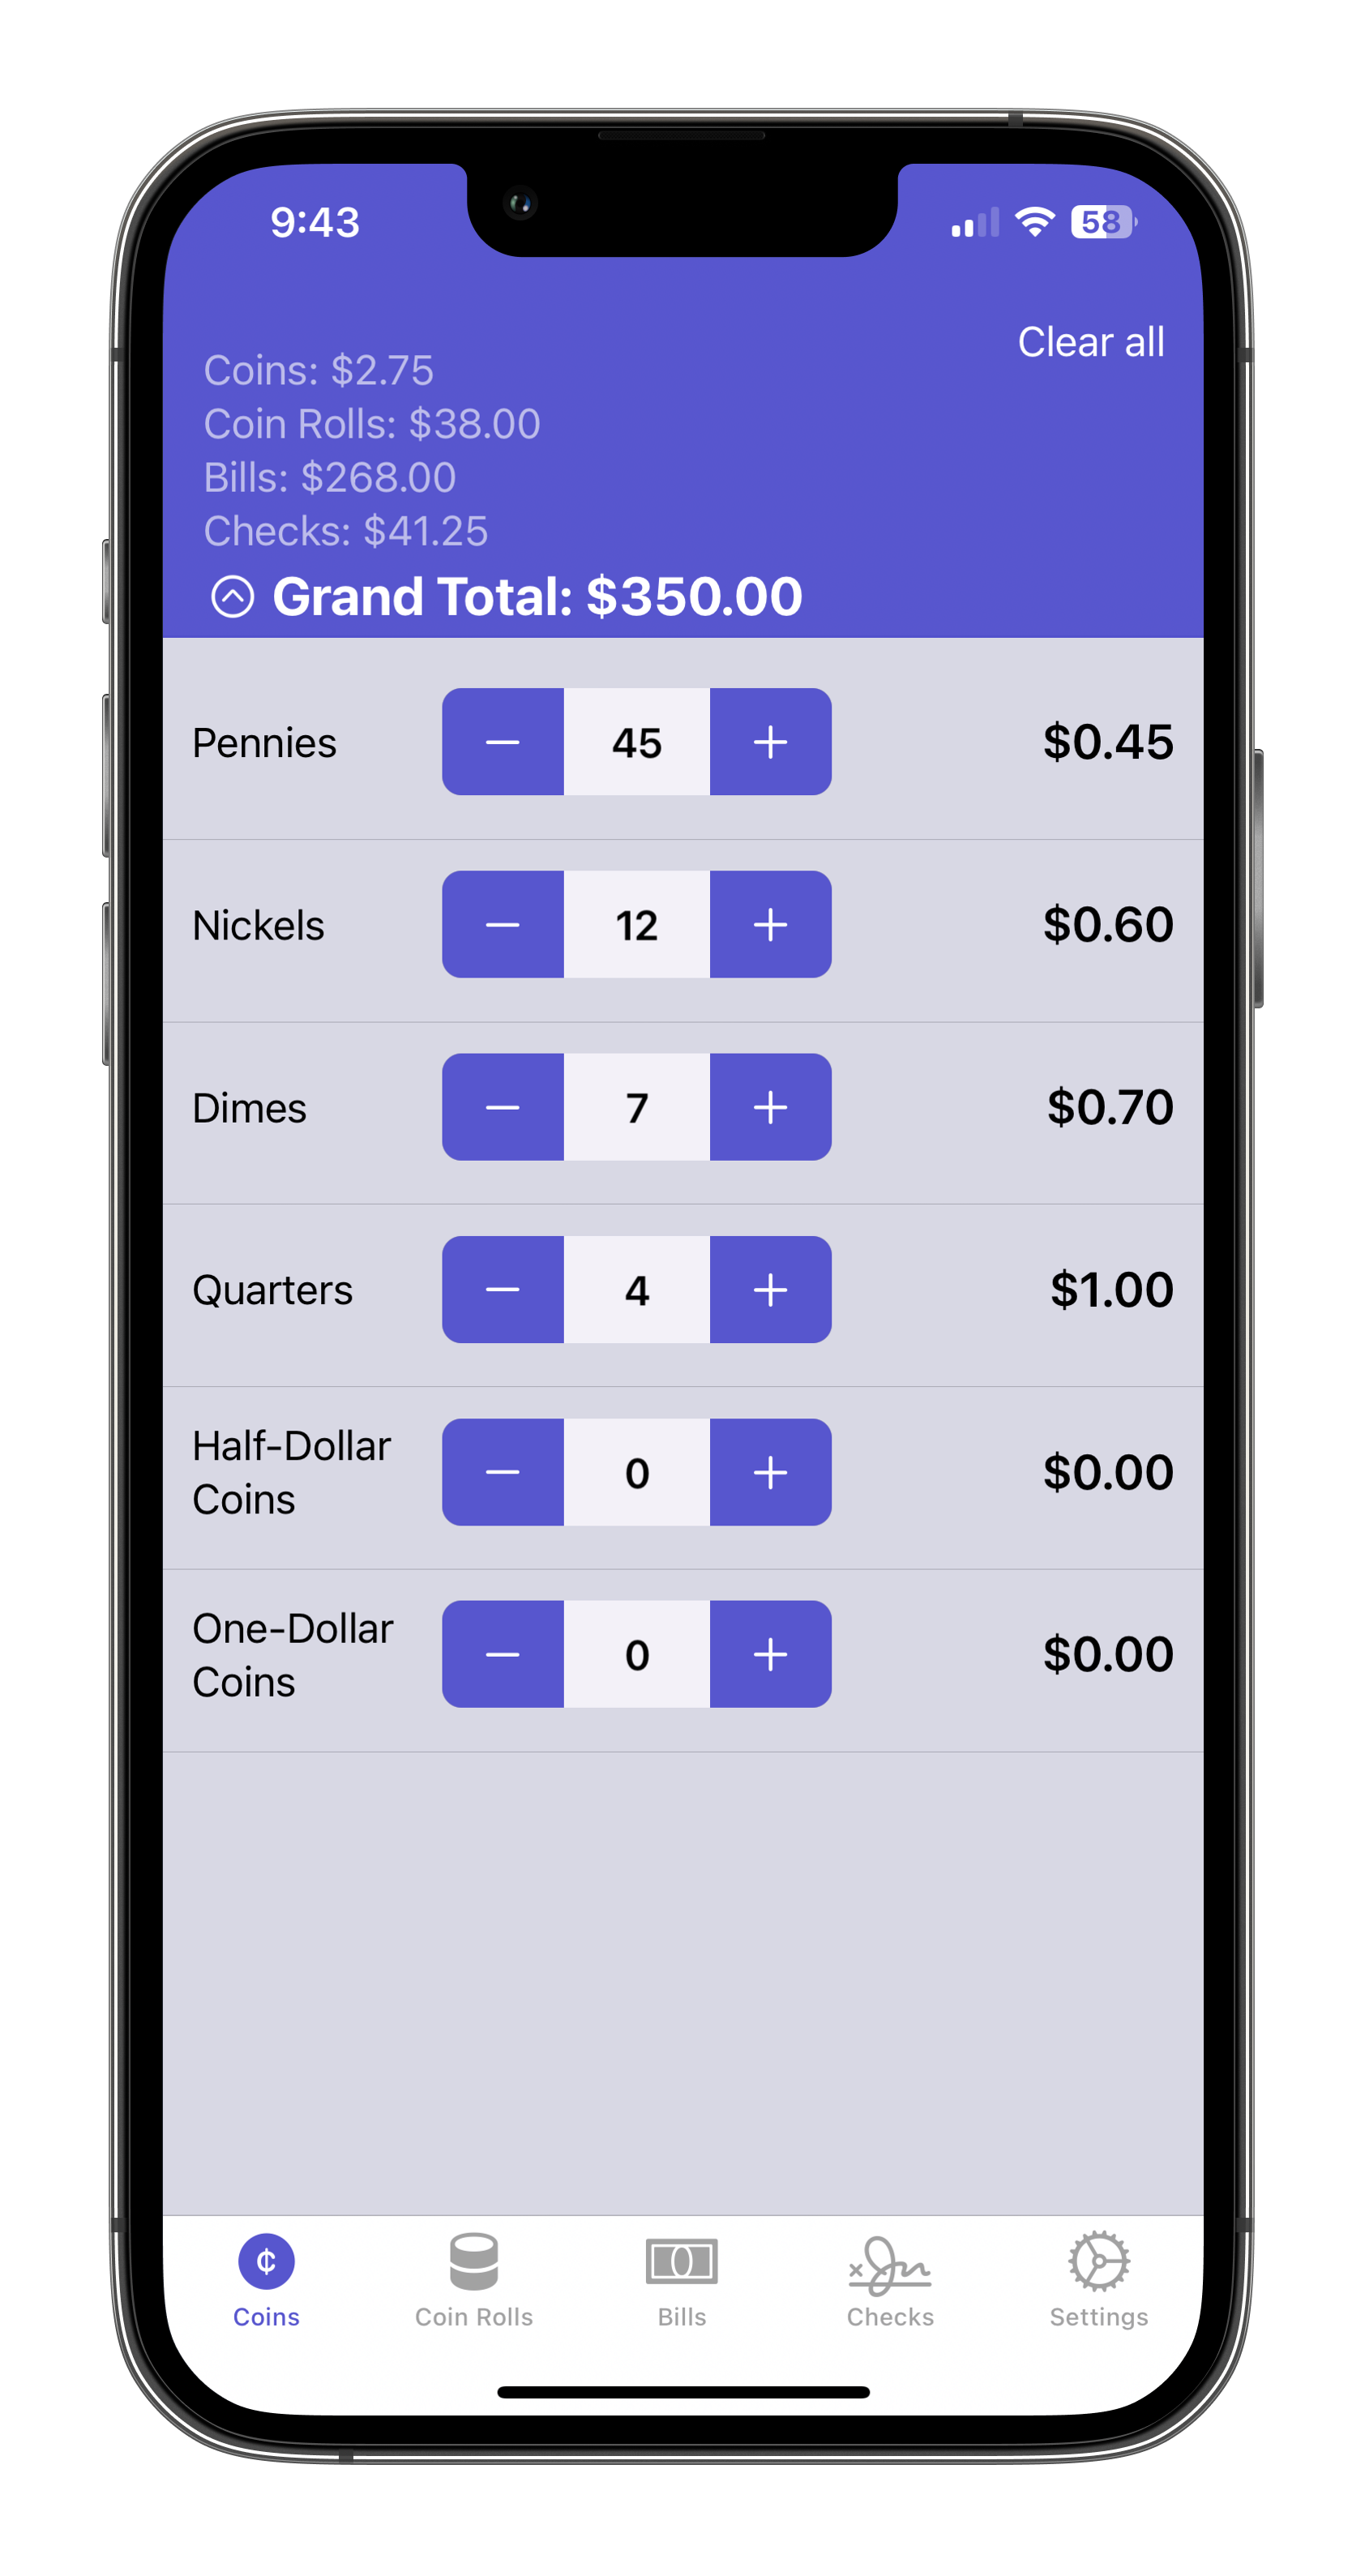 9:43
58
Clear all
Coins: $2.75
Coin Rolls: $38.00
Bills: $268.00
Checks: $41.25
Grand Total: $350.00
Pennies − 45 + $0.45
Nickels − 12 + $0.60
Dimes − 7 + $0.70
Quarters − 4 + $1.00
Half-Dollar
Coins − 0 + $0.00
One-Dollar
Coins − 0 + $0.00
¢
Coins Coin Rolls Bills Checks Settings